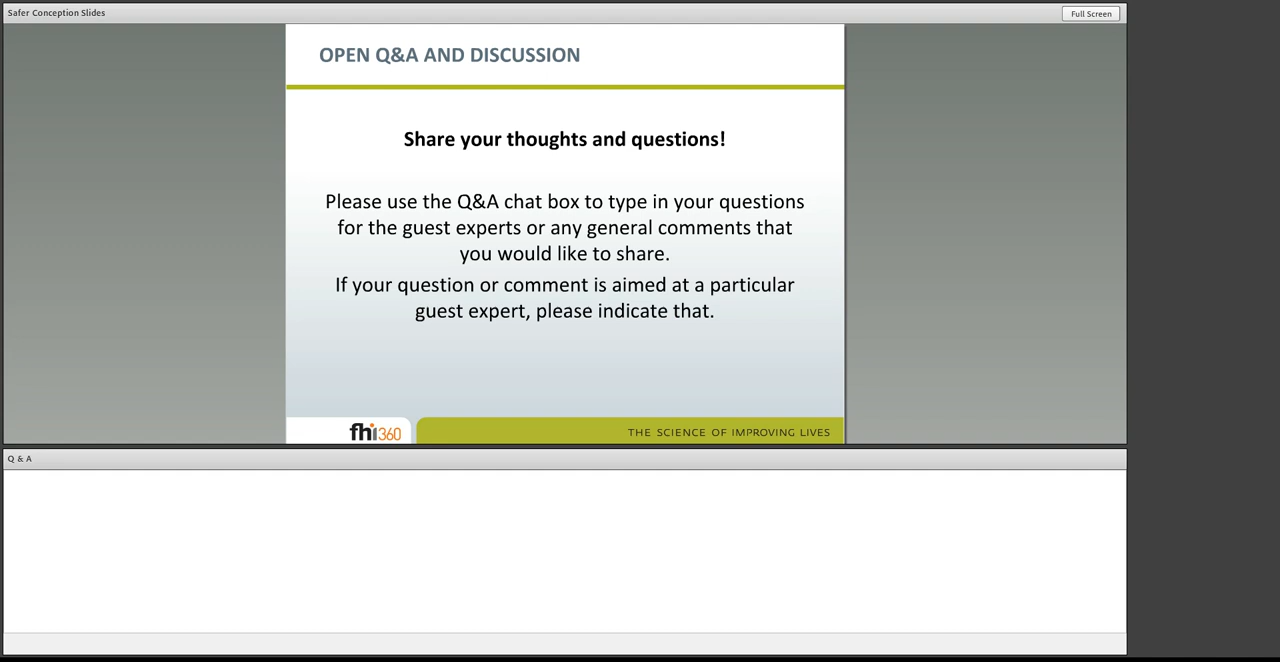 Safer Conception Slides
Full Screen
OPEN Q&A AND DISCUSSION
Share your thoughts and questions!
Please use the Q&A chat box to type in your questions
for the guest experts or any general comments that
you would like to share.
If your question or comment is aimed at a particular
guest expert, please indicate that.
fhi360
THE SCIENCE OF IMPROVING LIVES
Q & A